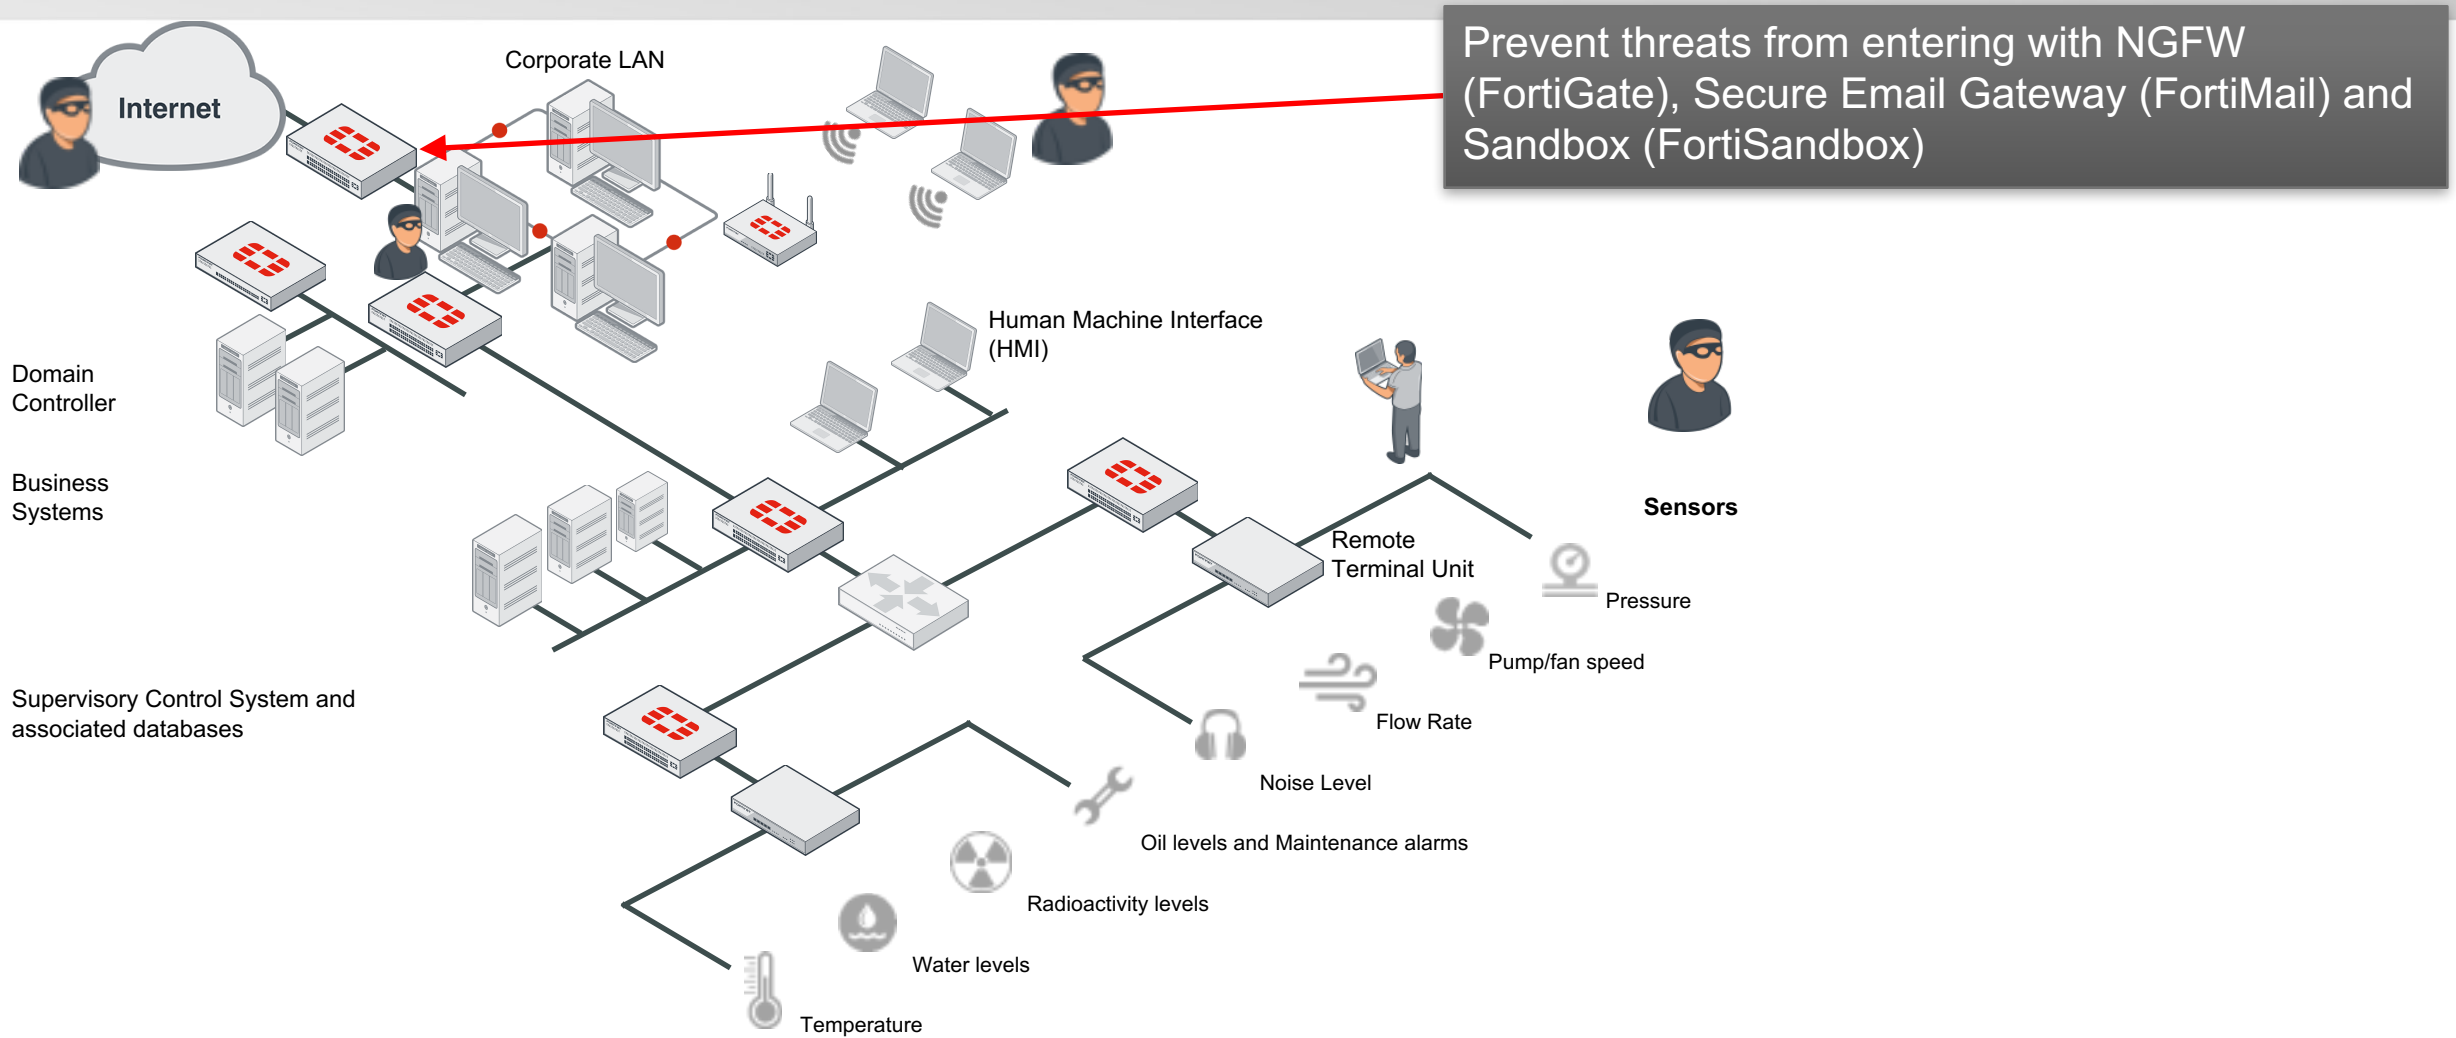 Prevent threats from entering with NGFW
(FortiGate), Secure Email Gateway (FortiMail) and
Sandbox (FortiSandbox)
Corporate LAN
Internet
Human Machine Interface
(HMI)
Domain
Controller
Business
Systems
Sensors
Remote
Terminal Unit
Pressure
Pump/fan speed
Supervisory Control System and
associated databases
Flow Rate
Noise Level
Oil levels and Maintenance alarms
Radioactivity levels
Water levels
Temperature